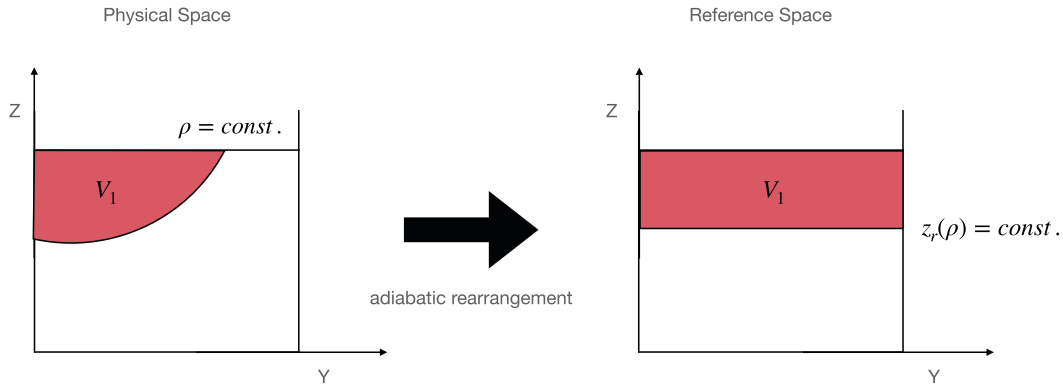 Physical Space
Reference Space
Z
ρ = const .
V₁
Y
adiabatic rearrangement
Z
V₁
zᵣ(ρ) = const .
Y